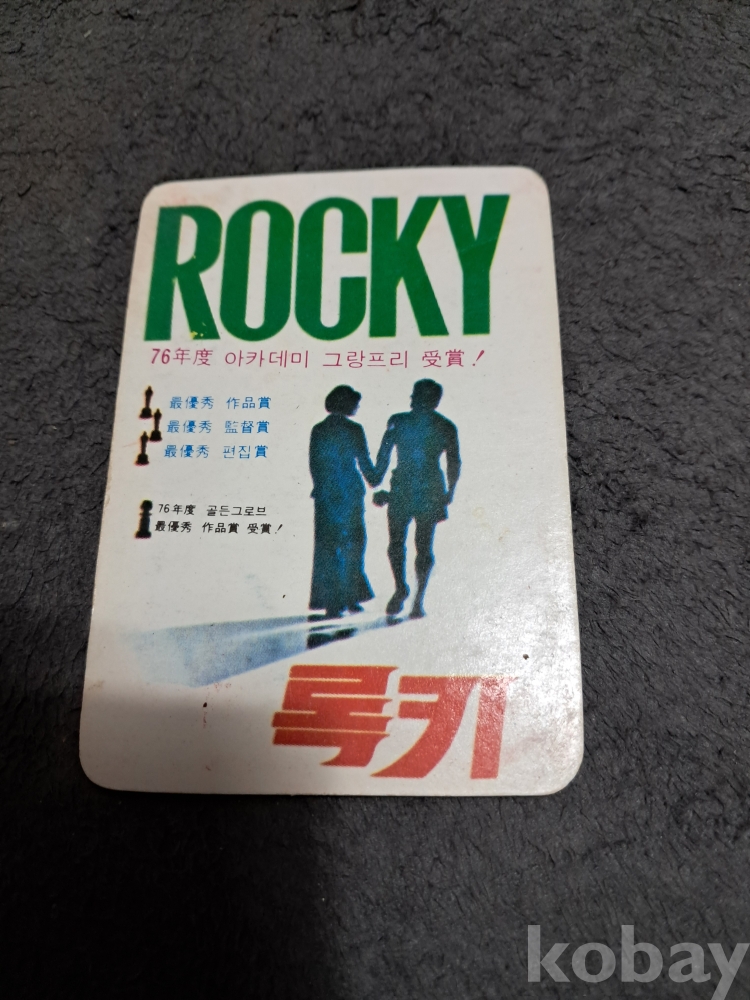 ROCKY
76年度 아카데미 그랑프리 受賞!
最優秀 作品賞
最優秀 監督賞
最優秀 편집賞
76年度 골든그로브
最優秀 作品賞 受賞!
록키
kobay